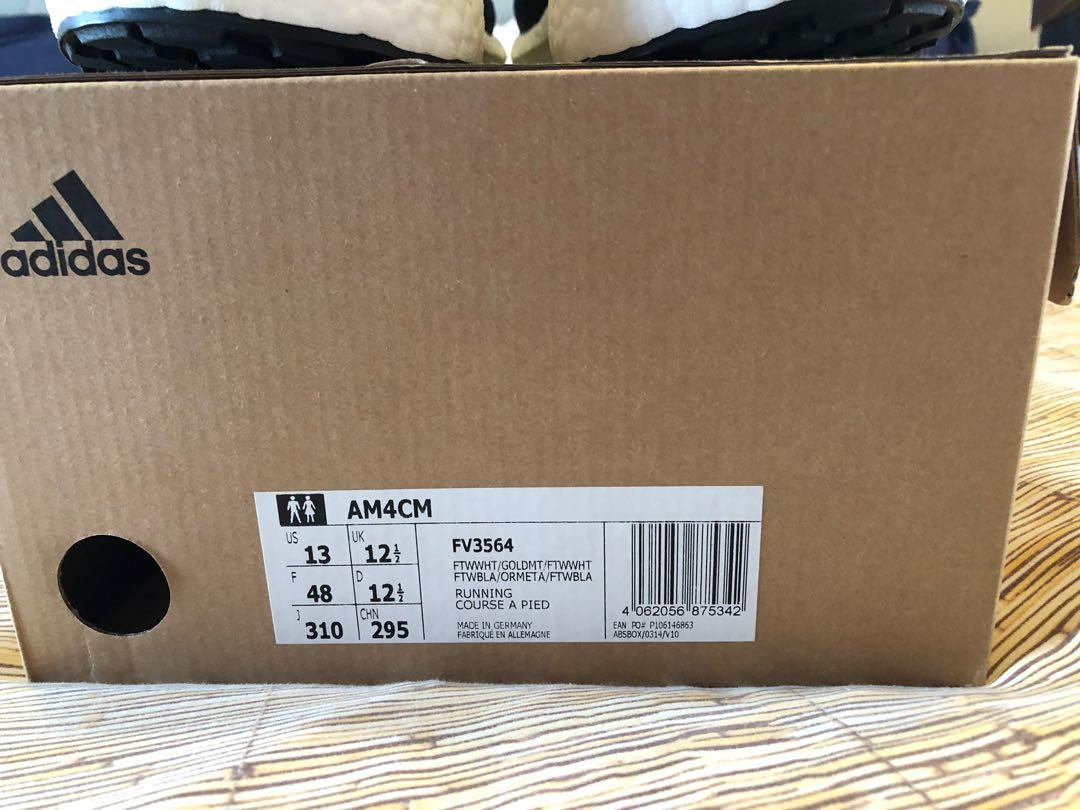 adidas
AM4CM
US 13 UK 12½
F 48 D 12½
J 310 CHN 295
FV3564
FTWWHT/GOLDMT/FTWWHT
FTWBLA/ORMETA/FTWBLA
RUNNING
COURSE A PIED
MADE IN GERMANY
FABRIQUE EN ALLEMAGNE
4 062056 875342
EAN PO# P106146863
ABSBOX/0314/V10